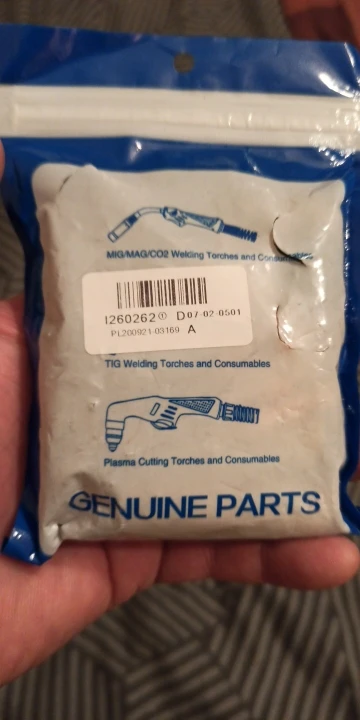 MIG/MAG/CO2 Welding Torches and Consumables
I260262① D07-02-0501
PL200921-03169 A
TIG Welding Torches and Consumables
Plasma Cutting Torches and Consumables
GENUINE PARTS